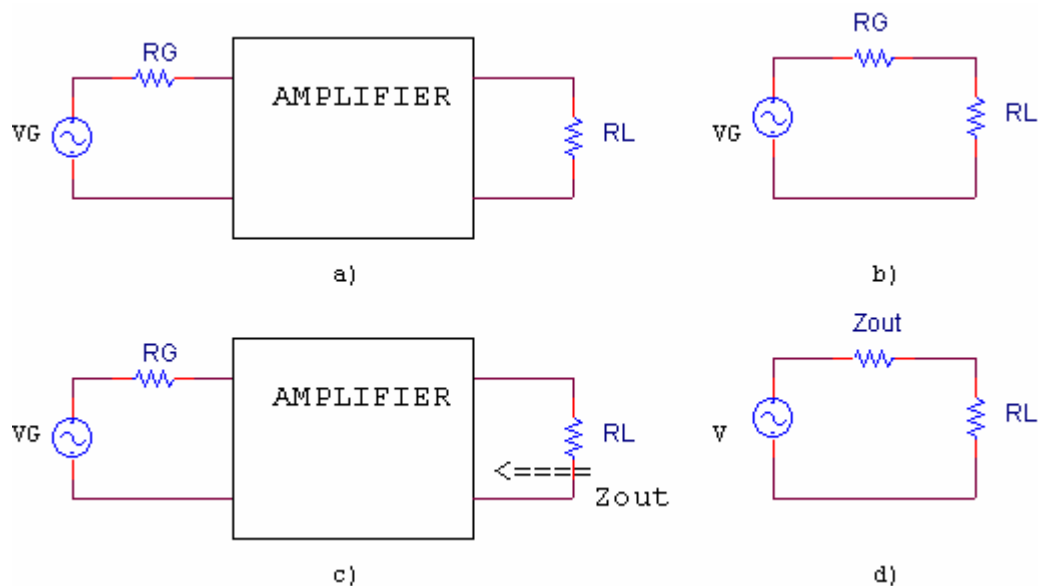 RG
AMPLIFIER
VG
RL
a)
RG
VG
RL
b)
RG
AMPLIFIER
VG
RL
<====
Zout
c)
Zout
V
RL
d)